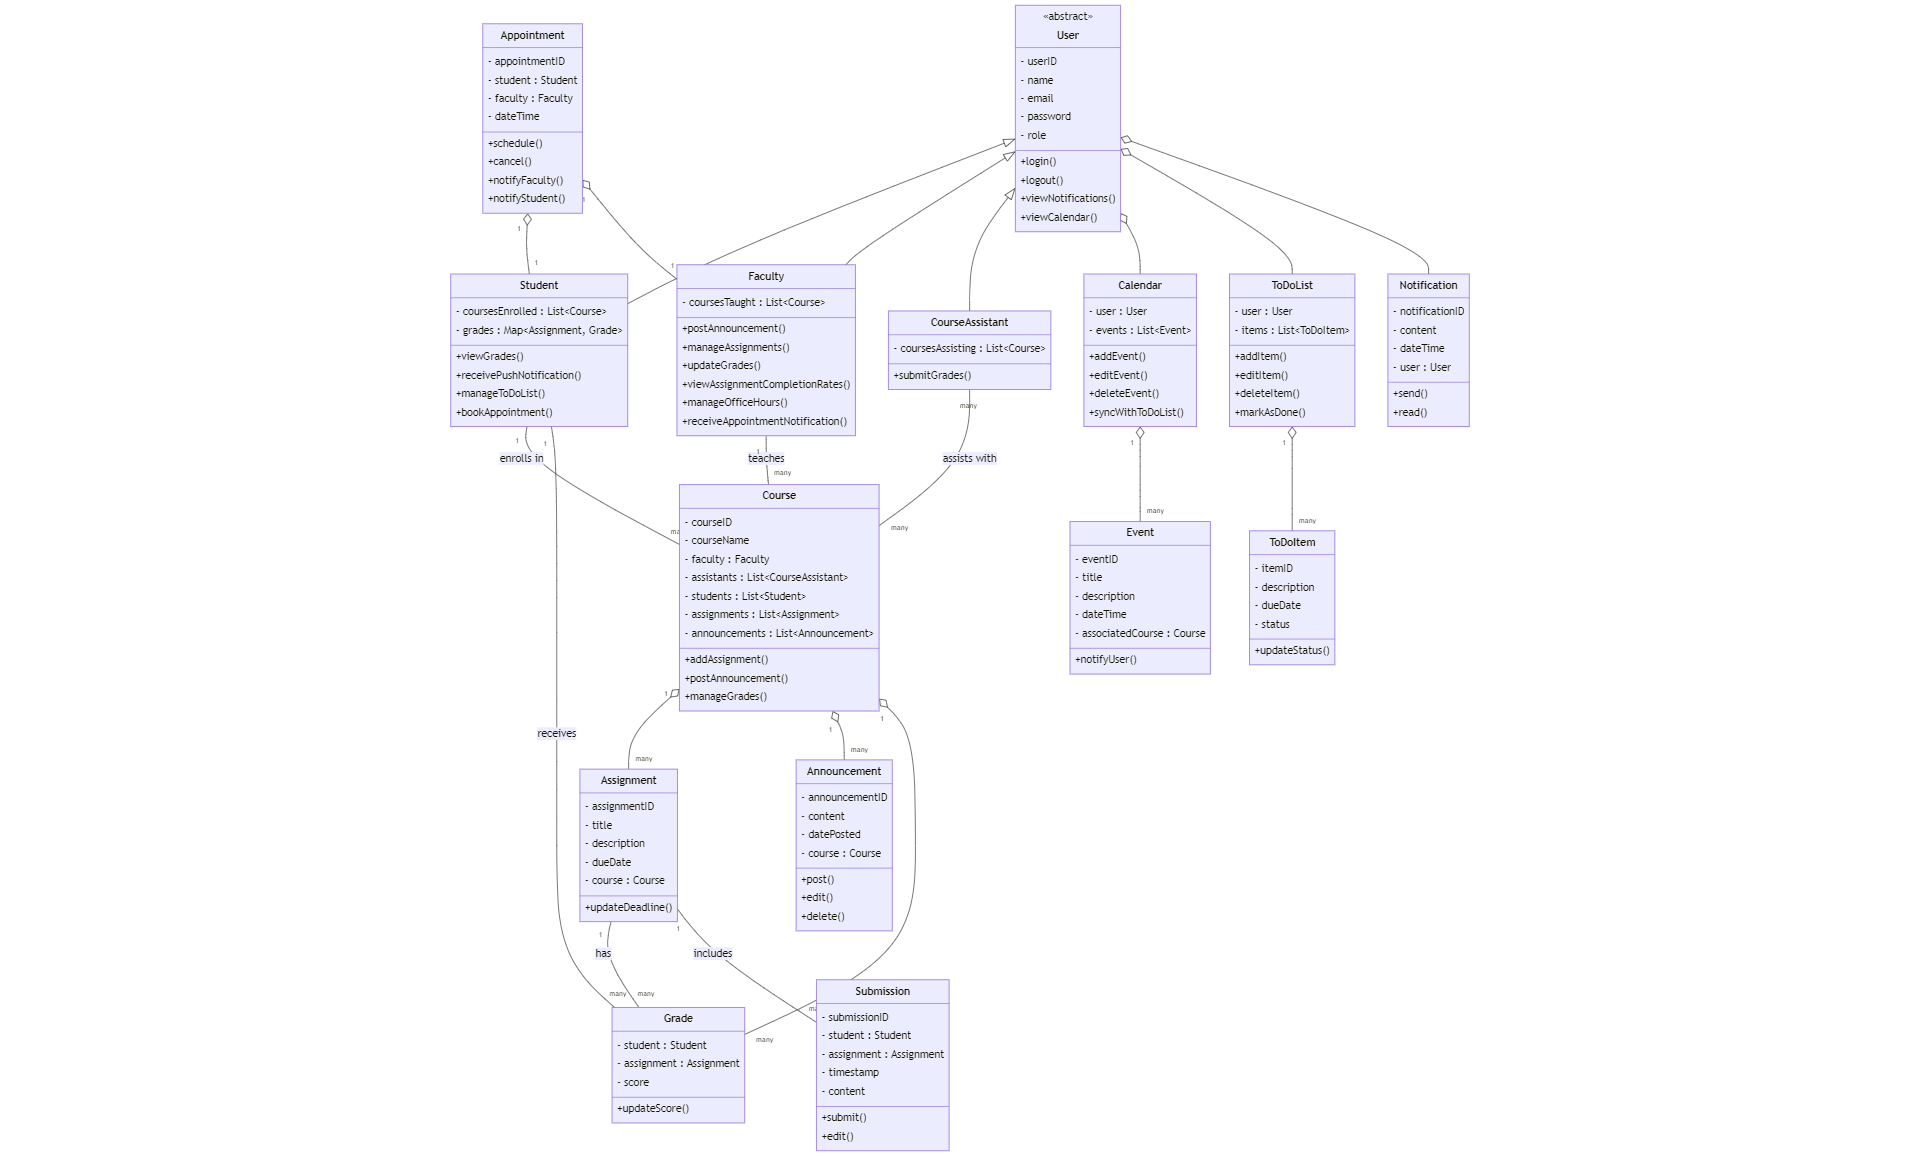 Appointment
- appointmentID
- student : Student
- faculty : Faculty
- dateTime
+schedule()
+cancel()
+notifyFaculty()
+notifyStudent()
1
1
1
1
«abstract»
User
- userID
- name
- email
- password
- role
+login()
+logout()
+viewNotifications()
+viewCalendar()
Student
- coursesEnrolled : List<Course>
- grades : Map<Assignment, Grade>
+viewGrades()
+receivePushNotification()
+manageToDoList()
+bookAppointment()
Faculty
- coursesTaught : List<Course>
+postAnnouncement()
+manageAssignments()
+updateGrades()
+viewAssignmentCompletionRates()
+manageOfficeHours()
+receiveAppointmentNotification()
CourseAssistant
- coursesAssisting : List<Course>
+submitGrades()
Calendar
- user : User
- events : List<Event>
+addEvent()
+editEvent()
+deleteEvent()
+syncWithToDoList()
ToDoList
- user : User
- items : List<ToDoItem>
+addItem()
+editItem()
+deleteItem()
+markAsDone()
Notification
- notificationID
- content
- dateTime
- user : User
+send()
+read()
1
1
enrolls in
1
teaches
many
many
assists with
many
1
many
1
many
Course
- courseID
- courseName
- faculty : Faculty
- assistants : List<CourseAssistant>
- students : List<Student>
- assignments : List<Assignment>
- announcements : List<Announcement>
+addAssignment()
+postAnnouncement()
+manageGrades()
Event
- eventID
- title
- description
- dateTime
- associatedCourse : Course
+notifyUser()
ToDoItem
- itemID
- description
- dueDate
- status
+updateStatus()
1
1
1
receives
many
many
Assignment
- assignmentID
- title
- description
- dueDate
- course : Course
+updateDeadline()
Announcement
- announcementID
- content
- datePosted
- course : Course
+post()
+edit()
+delete()
1
1
has
includes
many
many
many
Grade
- student : Student
- assignment : Assignment
- score
+updateScore()
Submission
- submissionID
- student : Student
- assignment : Assignment
- timestamp
- content
+submit()
+edit()